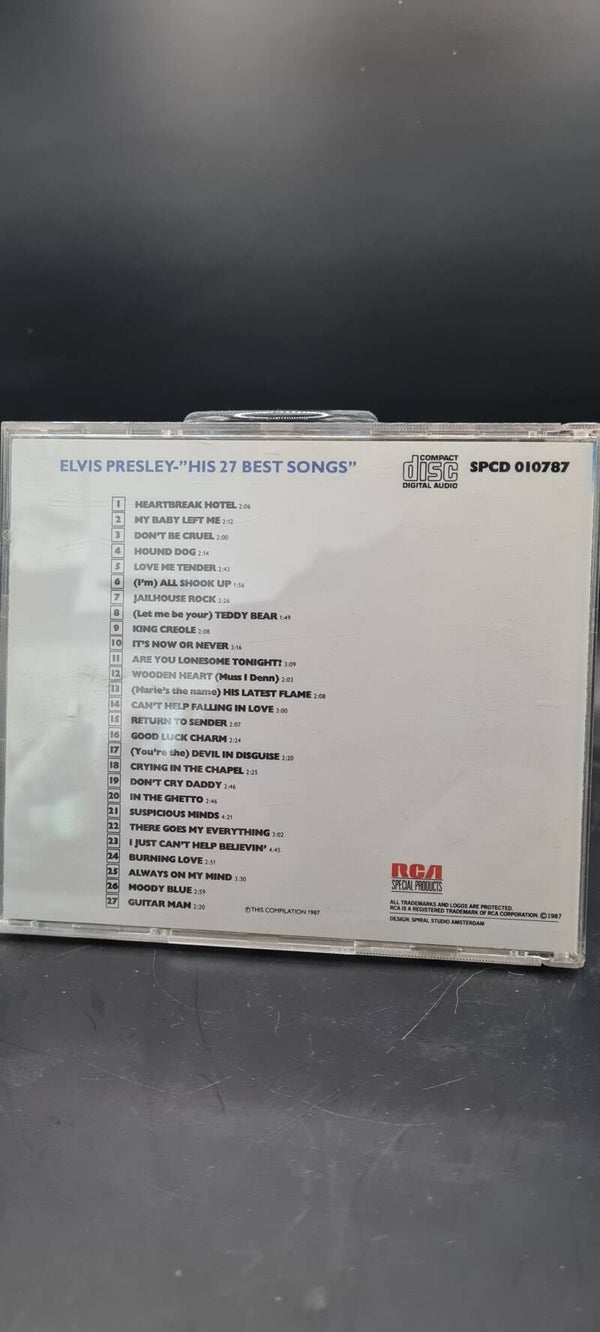 ELVIS PRESLEY-"HIS 27 BEST SONGS"
COMPACT
disc
DIGITAL AUDIO
SPCD 010787
1 HEARTBREAK HOTEL 2:06
2 MY BABY LEFT ME 2:12
3 DON'T BE CRUEL 2:00
4 HOUND DOG 2:14
5 LOVE ME TENDER 2:43
6 (I'm) ALL SHOOK UP 1:56
7 JAILHOUSE ROCK 2:26
8 (Let me be your) TEDDY BEAR 1:49
9 KING CREOLE 2:08
10 IT'S NOW OR NEVER 3:16
11 ARE YOU LONESOME TONIGHT? 3:09
12 WOODEN HEART (Muss I Denn) 2:03
13 (Marie's the name) HIS LATEST FLAME 2:08
14 CAN'T HELP FALLING IN LOVE 3:00
15 RETURN TO SENDER 2:07
16 GOOD LUCK CHARM 2:24
17 (You're the) DEVIL IN DISGUISE 2:20
18 CRYING IN THE CHAPEL 2:25
19 DON'T CRY DADDY 2:46
20 IN THE GHETTO 2:46
21 SUSPICIOUS MINDS 4:21
22 THERE GOES MY EVERYTHING 3:02
23 I JUST CAN'T HELP BELIEVIN' 4:45
24 BURNING LOVE 2:51
25 ALWAYS ON MY MIND 3:30
26 MOODY BLUE 2:59
27 GUITAR MAN 2:20
℗THIS COMPILATION 1987
RCA
SPECIAL PRODUCTS
ALL TRADEMARKS AND LOGOS ARE PROTECTED.
RCA IS A REGISTERED TRADEMARK OF RCA CORPORATION. ©1987
DESIGN: SPIRAL STUDIO AMSTERDAM